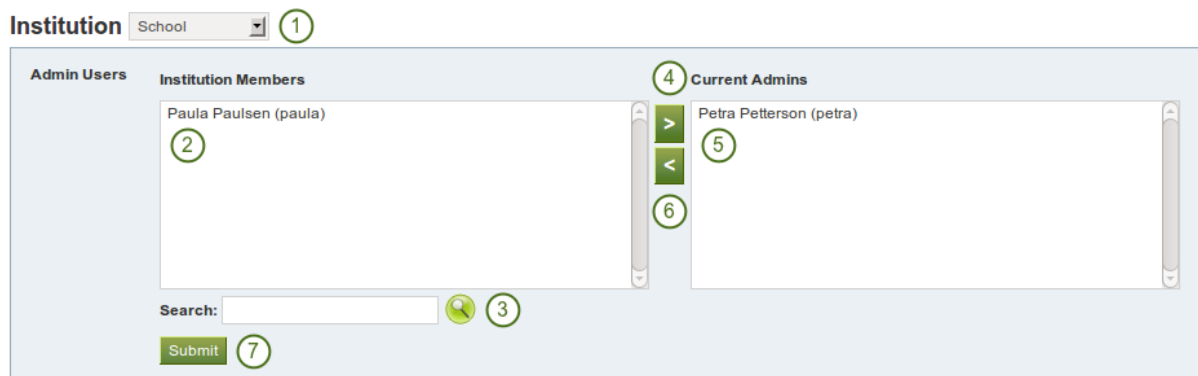 Institution School 1
Admin Users Institution Members 4 Current Admins
Paula Paulsen (paula) > Petra Petterson (petra)
2 < 5
6
Search: 3
Submit 7